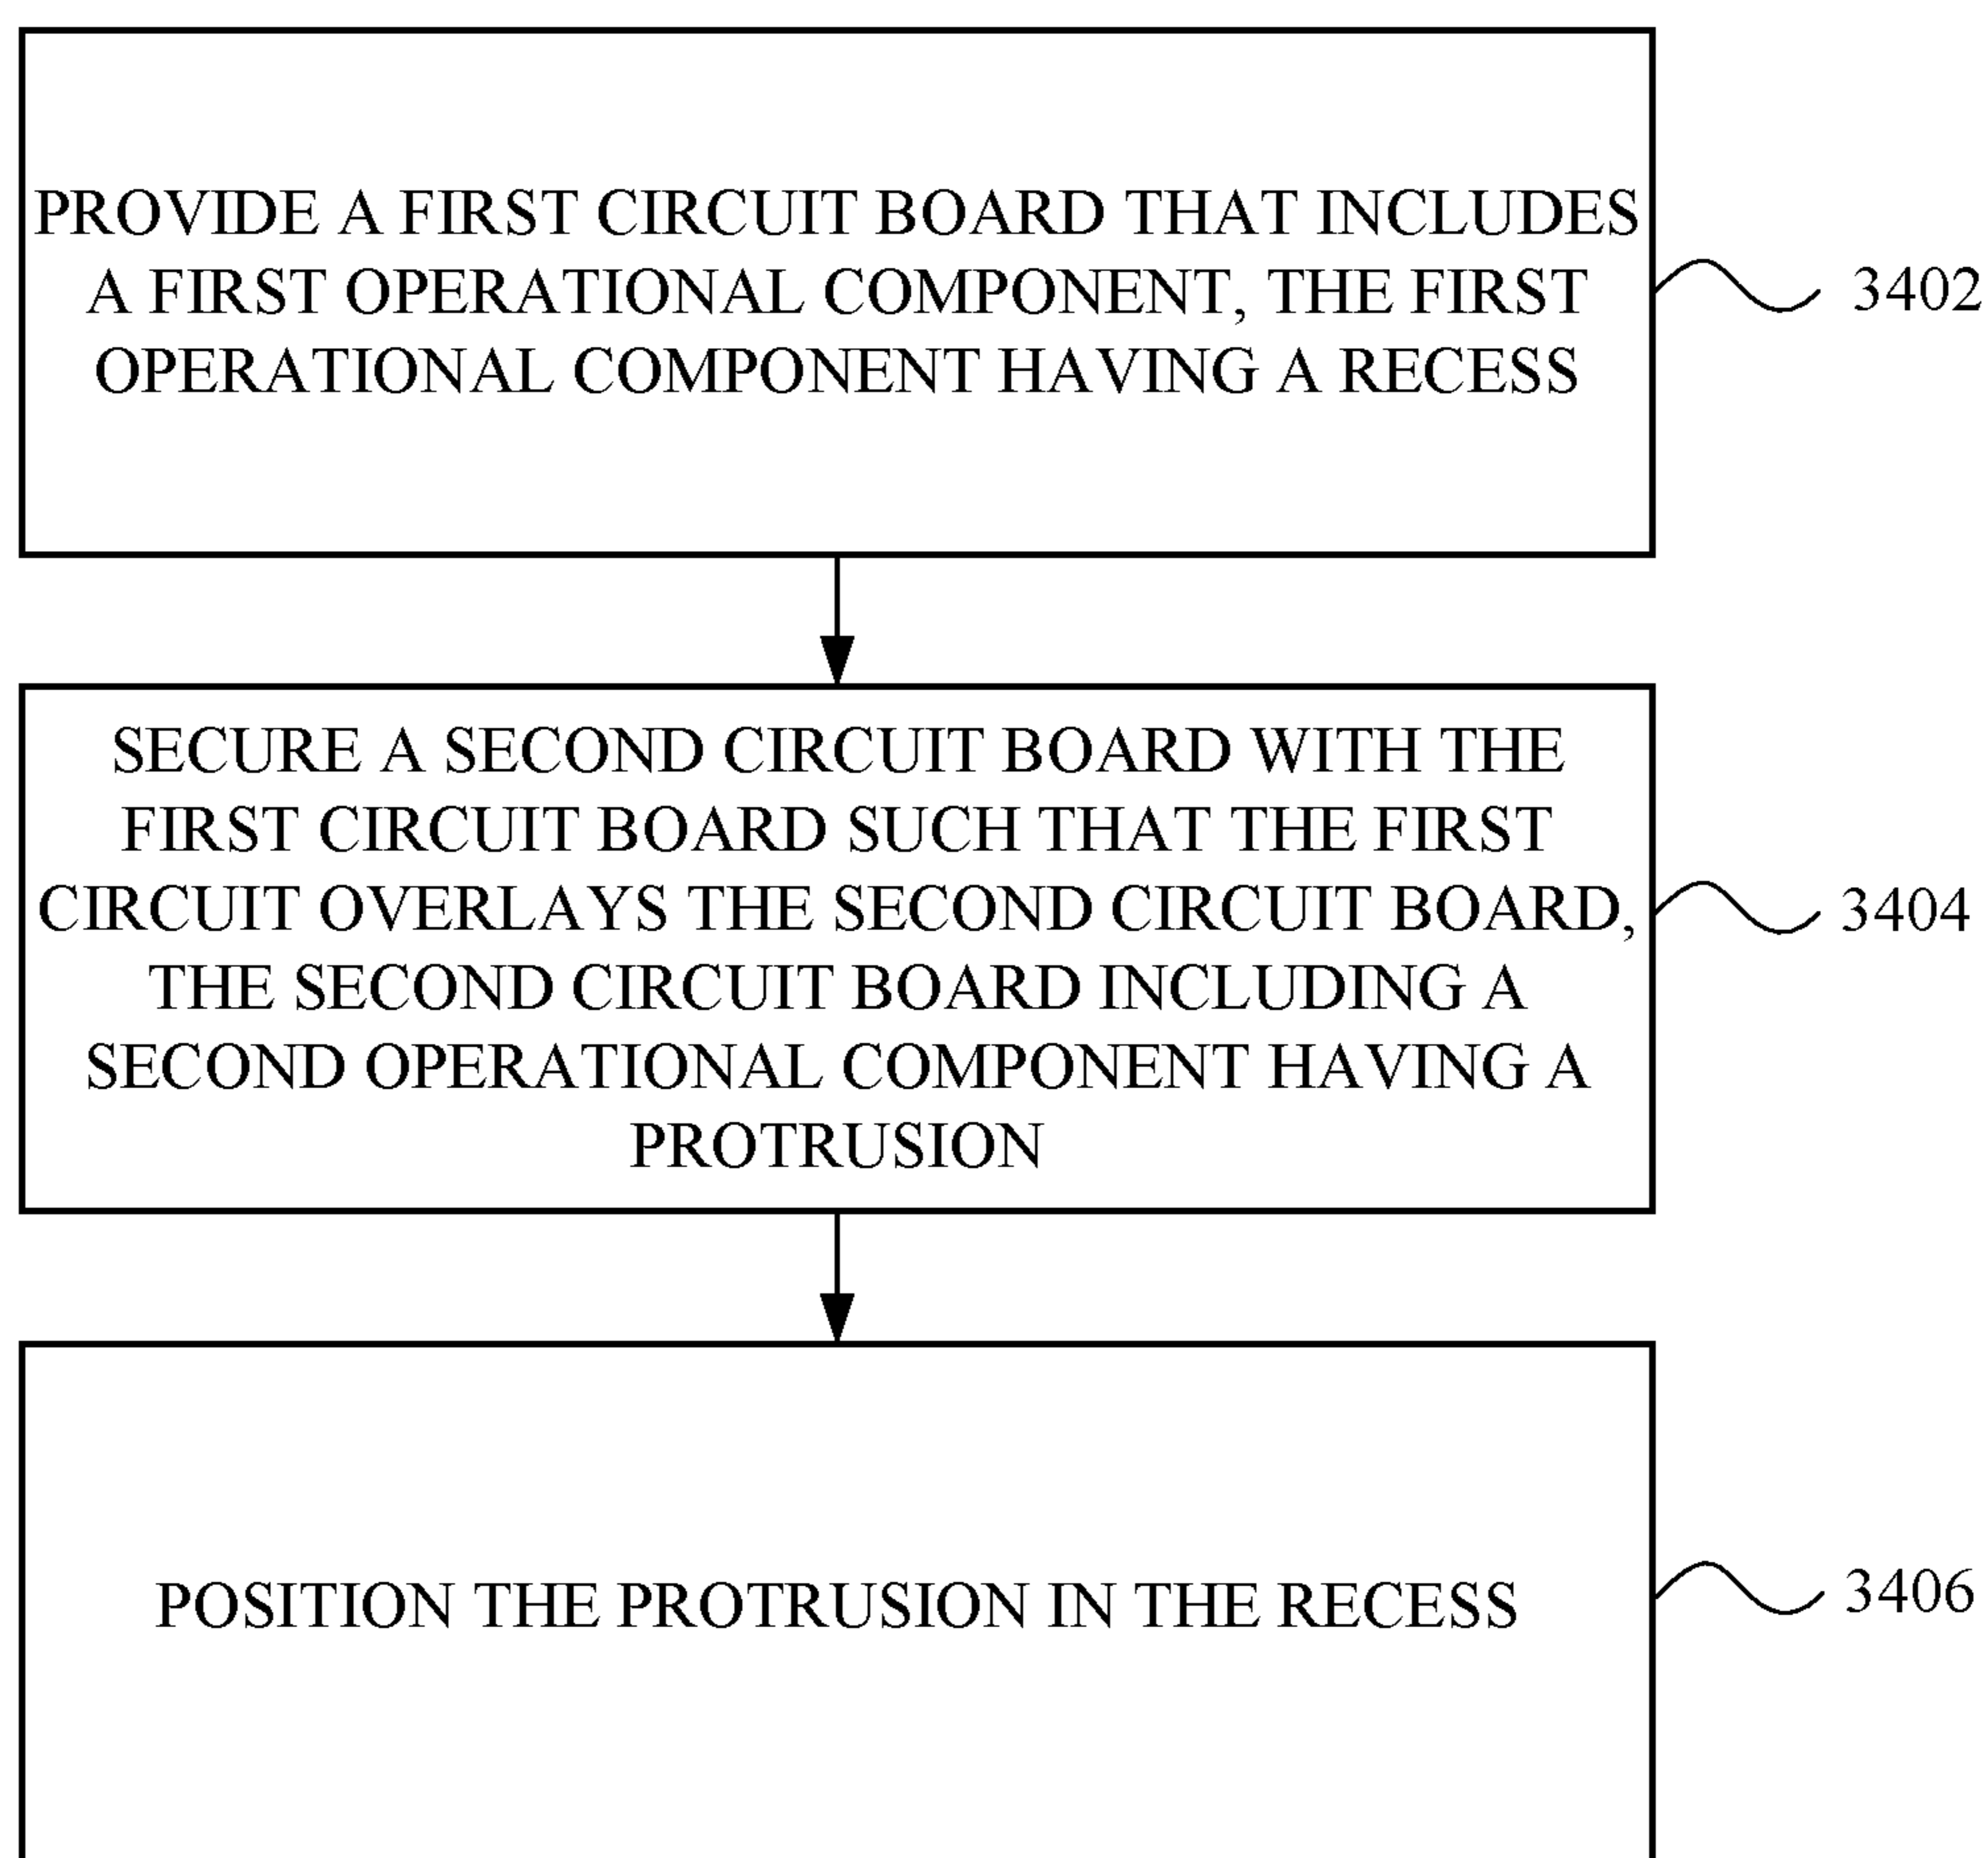 PROVIDE A FIRST CIRCUIT BOARD THAT INCLUDES
A FIRST OPERATIONAL COMPONENT, THE FIRST
OPERATIONAL COMPONENT HAVING A RECESS
3402
SECURE A SECOND CIRCUIT BOARD WITH THE
FIRST CIRCUIT BOARD SUCH THAT THE FIRST
CIRCUIT OVERLAYS THE SECOND CIRCUIT BOARD,
THE SECOND CIRCUIT BOARD INCLUDING A
SECOND OPERATIONAL COMPONENT HAVING A
PROTRUSION
3404
POSITION THE PROTRUSION IN THE RECESS
3406